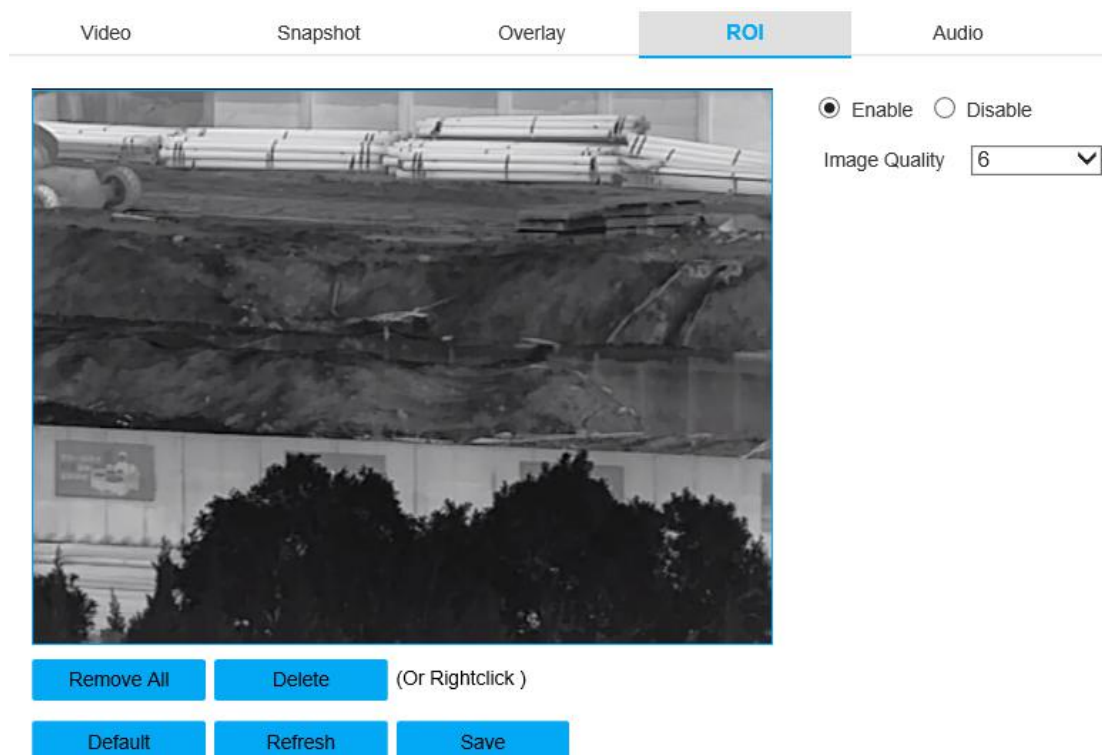 Video Snapshot Overlay ROI Audio
Enable Disable
Image Quality 6
Remove All Delete (Or Rightclick )
Default Refresh Save